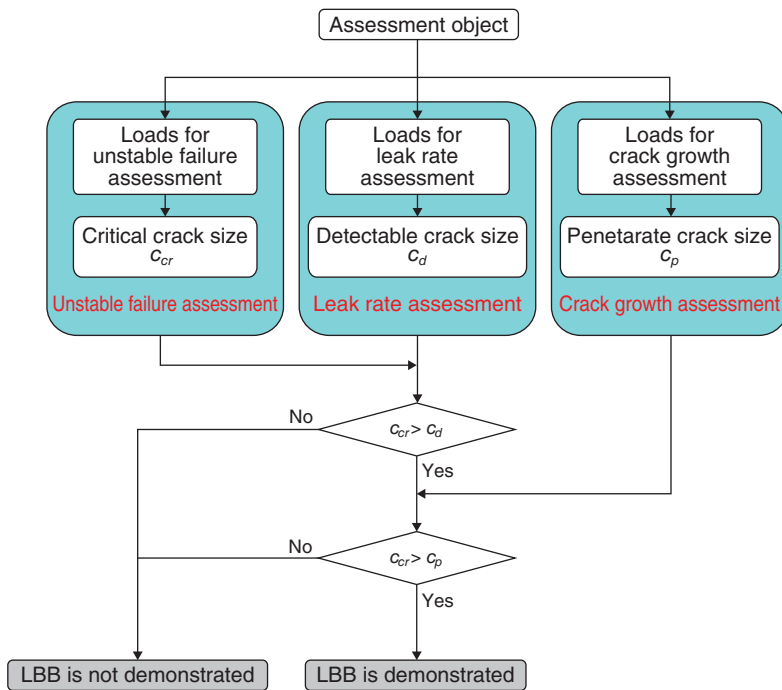 Assessment object
Loads for
unstable failure
assessment
Critical crack size
c_cr
Unstable failure assessment
Loads for
leak rate
assessment
Detectable crack size
c_d
Leak rate assessment
Loads for
crack growth
assessment
Penetarate crack size
c_p
Crack growth assessment
No
c_cr > c_d
Yes
No
c_cr > c_p
Yes
LBB is not demonstrated
LBB is demonstrated